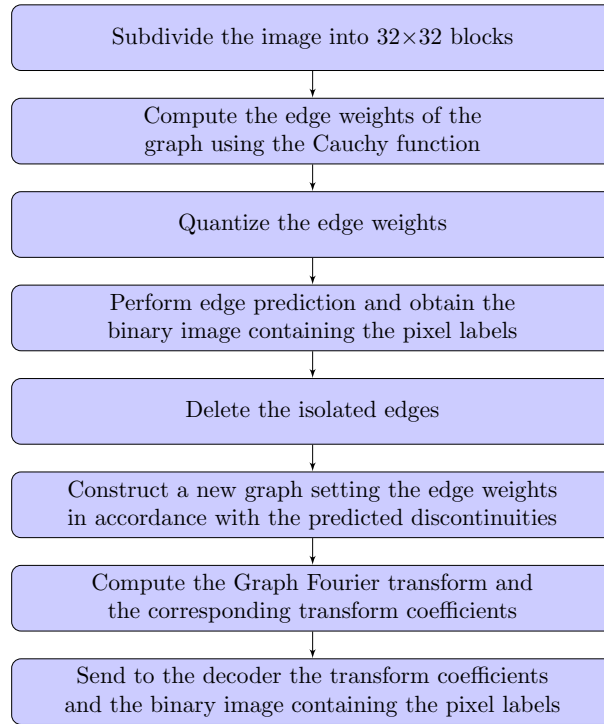 Subdivide the image into 32×32 blocks
Compute the edge weights of the
graph using the Cauchy function
Quantize the edge weights
Perform edge prediction and obtain the
binary image containing the pixel labels
Delete the isolated edges
Construct a new graph setting the edge weights
in accordance with the predicted discontinuities
Compute the Graph Fourier transform and
the corresponding transform coefficients
Send to the decoder the transform coefficients
and the binary image containing the pixel labels